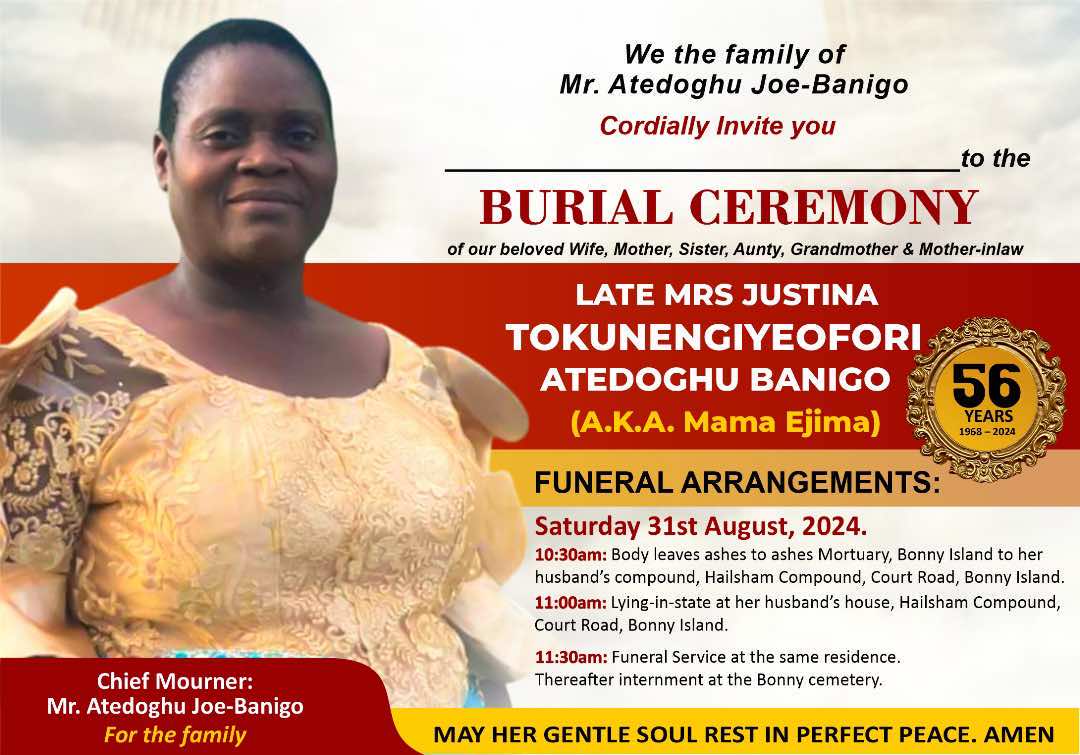 We the family of
Mr. Atedoghu Joe-Banigo
Cordially Invite you
to the
BURIAL CEREMONY
of our beloved Wife, Mother, Sister, Aunty, Grandmother & Mother-inlaw
LATE MRS JUSTINA
TOKUNENGIYEOFORI
ATEDOGHU BANIGO
(A.K.A. Mama Ejima)
56
YEARS
1968 – 2024
FUNERAL ARRANGEMENTS:
Saturday 31st August, 2024.
10:30am: Body leaves ashes to ashes Mortuary, Bonny Island to her
husband's compound, Hailsham Compound, Court Road, Bonny Island.
11:00am: Lying-in-state at her husband's house, Hailsham Compound,
Court Road, Bonny Island.
11:30am: Funeral Service at the same residence.
Thereafter internment at the Bonny cemetery.
Chief Mourner:
Mr. Atedoghu Joe-Banigo
For the family
MAY HER GENTLE SOUL REST IN PERFECT PEACE. AMEN